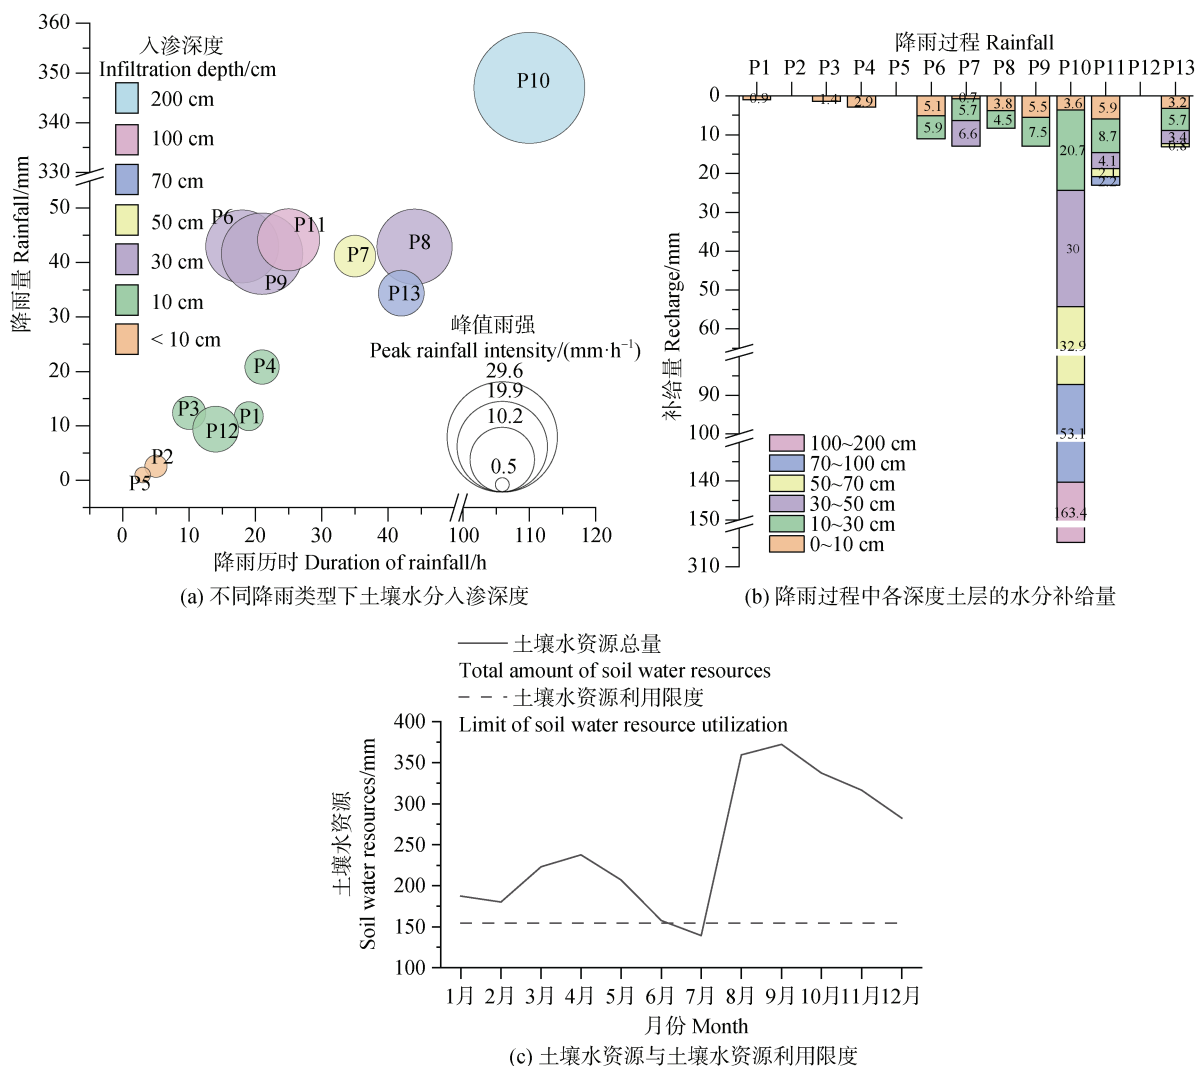 360
350
340
330
50
40
30
20
10
0
降雨量 Rainfall/mm
入渗深度
Infiltration depth/cm
200 cm
100 cm
70 cm
50 cm
30 cm
10 cm
< 10 cm
P10
P6
P11
P9
P7
P8
P13
P4
P3
P1
P12
P2
P5
峰值雨强
Peak rainfall intensity/(mm·h⁻¹)
29.6
19.9
10.2
0.5
0 10 20 30 40 100 110 120
降雨历时 Duration of rainfall/h
(a) 不同降雨类型下土壤水分入渗深度
降雨过程 Rainfall
P1 P2 P3 P4 P5 P6 P7 P8 P9 P10 P11 P12 P13
0
10
20
30
40
50
60
90
100
140
150
310
补给量 Recharge/mm
0.9
1.4
2.9
5.1
5.9
0.7
5.7
6.6
3.8
4.5
5.5
7.5
3.6
20.7
30
32.9
53.1
163.4
5.9
8.7
4.1
2.1
2.2
3.2
5.7
3.4
0.8
100~200 cm
70~100 cm
50~70 cm
30~50 cm
10~30 cm
0~10 cm
(b) 降雨过程中各深度土层的水分补给量
土壤水资源总量
Total amount of soil water resources
土壤水资源利用限度
Limit of soil water resource utilization
400
350
300
250
200
150
100
土壤水资源
Soil water resources/mm
1月 2月 3月 4月 5月 6月 7月 8月 9月 10月 11月 12月
月份 Month
(c) 土壤水资源与土壤水资源利用限度